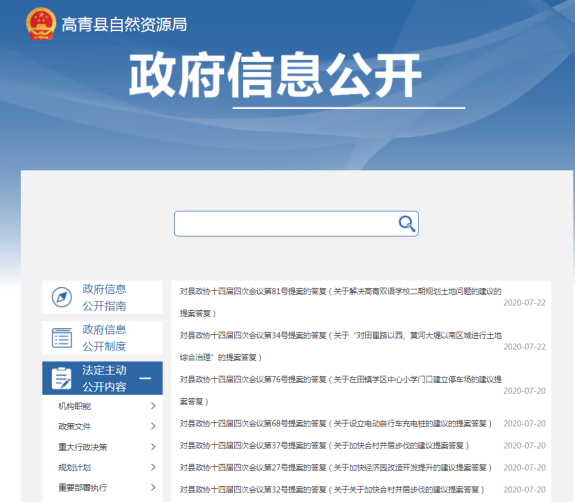 高青县自然资源局
政府信息公开
政府信息
公开指南
政府信息
公开制度
法定主动
公开内容
机构职能
政策文件
重大行政决策
规划计划
重要部署执行
对县政协十四届四次会议第81号提案的答复（关于解决高青双语学校二期规划土地问题的建议的
提案答复）
2020-07-22
对县政协十四届四次会议第34号提案的答复（关于“对田翟路以西、黄河大堤以南区域进行土地
综合治理”的提案答复）
2020-07-22
对县政协十四届四次会议第76号提案的答复（关于在田镇学区中心小学门口建立停车场的建议提
案答复）
2020-07-20
对县政协十四届四次会议第68号提案的答复（关于设立电动自行车充电桩的建议的提案答复） 2020-07-20
对县政协十四届四次会议第37号提案的答复（关于加快合村并居步伐的建议提案答复） 2020-07-20
对县政协十四届四次会议第27号提案的答复（关于加快经济园改造开发提升的建议提案答复） 2020-07-20
对县政协十四届四次会议第32号提案的答复（关于关于加快合村并居步伐的建议提案答复） 2020-07-20